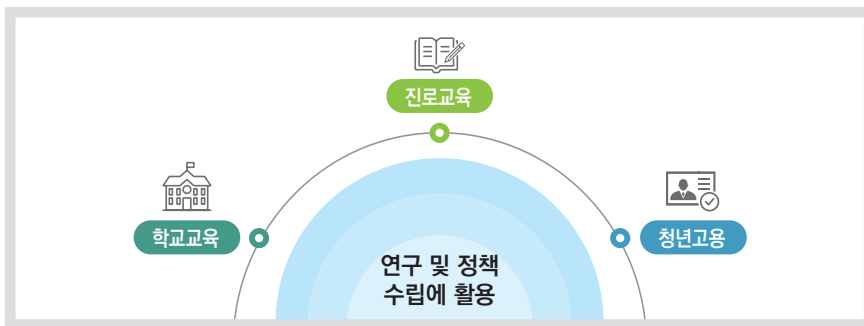 진로교육
학교교육
청년고용
연구 및 정책
수립에 활용